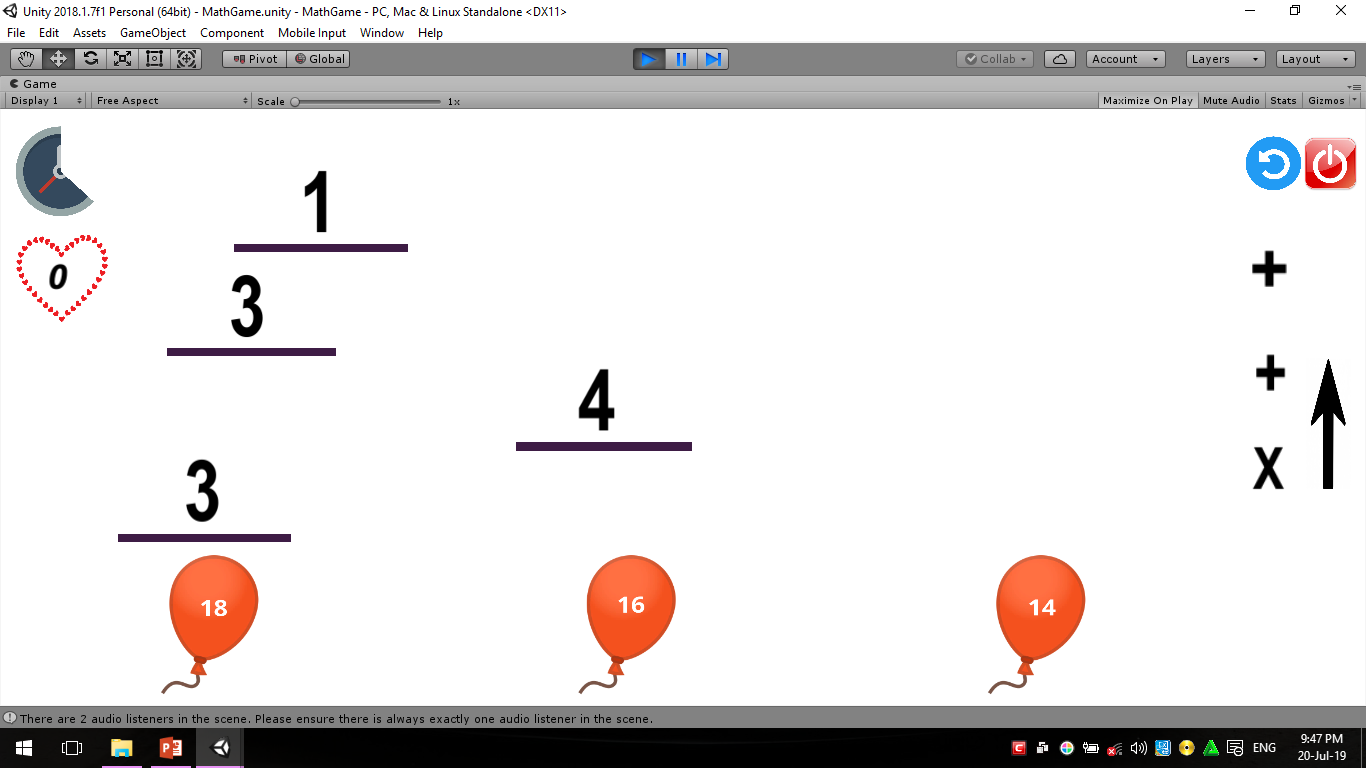 Unity 2018.1.7f1 Personal (64bit) - MathGame.unity - MathGame - PC, Mac & Linux Standalone <DX11>
File Edit Assets GameObject Component Mobile Input Window Help
Pivot Global Collab Account Layers Layout
Game
Display 1 Free Aspect Scale 1x Maximize On Play Mute Audio Stats Gizmos
1
0
+
3
+
4
X
3
18 16 14
There are 2 audio listeners in the scene. Please ensure there is always exactly one audio listener in the scene.
ENG 9:47 PM
20-Jul-19